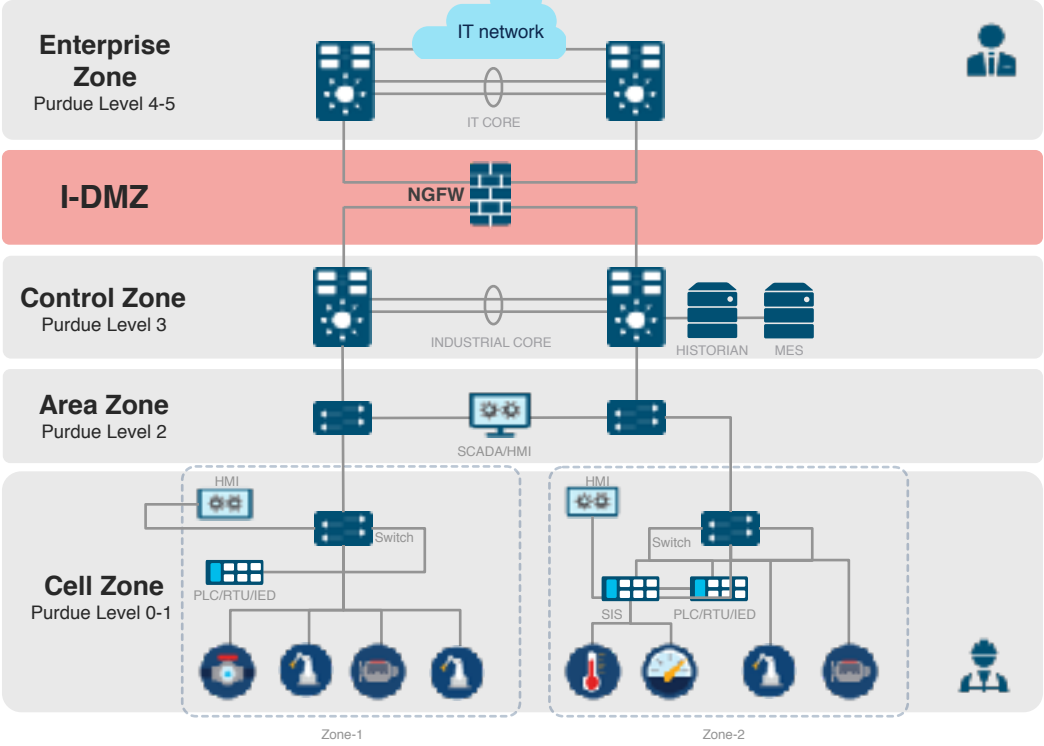 Enterprise
Zone
Purdue Level 4-5
IT network
IT CORE
I-DMZ
NGFW
Control Zone
Purdue Level 3
INDUSTRIAL CORE
HISTORIAN
MES
Area Zone
Purdue Level 2
SCADA/HMI
Cell Zone
Purdue Level 0-1
HMI
Switch
PLC/RTU/IED
HMI
Switch
SIS
PLC/RTU/IED
Zone-1
Zone-2